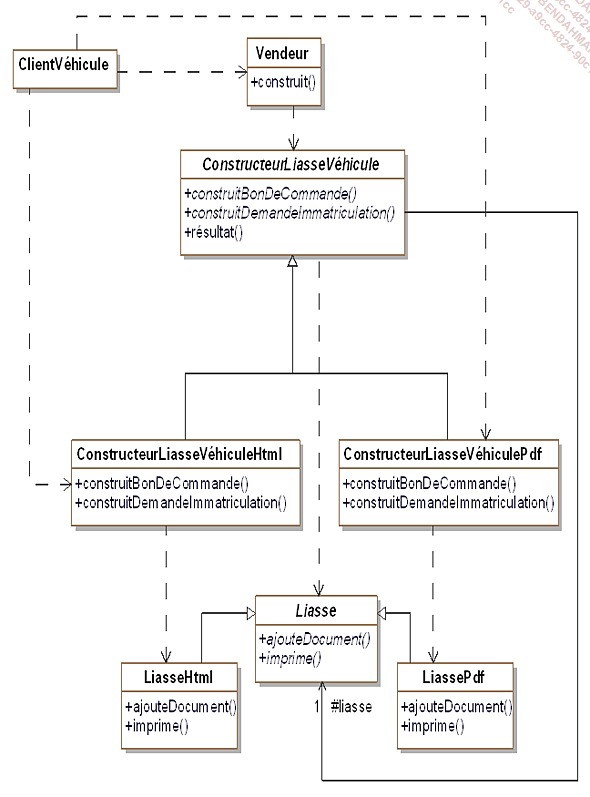 ClientVéhicule
Vendeur
+construit()
ConstructeurLiasseVéhicule
+construitBonDeCommande()
+construitDemandeImmatriculation()
+résultat()
ConstructeurLiasseVéhiculeHtml
+construitBonDeCommande()
+construitDemandeImmatriculation()
ConstructeurLiasseVéhiculePdf
+construitBonDeCommande()
+construitDemandeImmatriculation()
Liasse
+ajouteDocument()
+imprime()
LiasseHtml
+ajouteDocument()
+imprime()
LiassePdf
+ajouteDocument()
+imprime()
1 #liasse